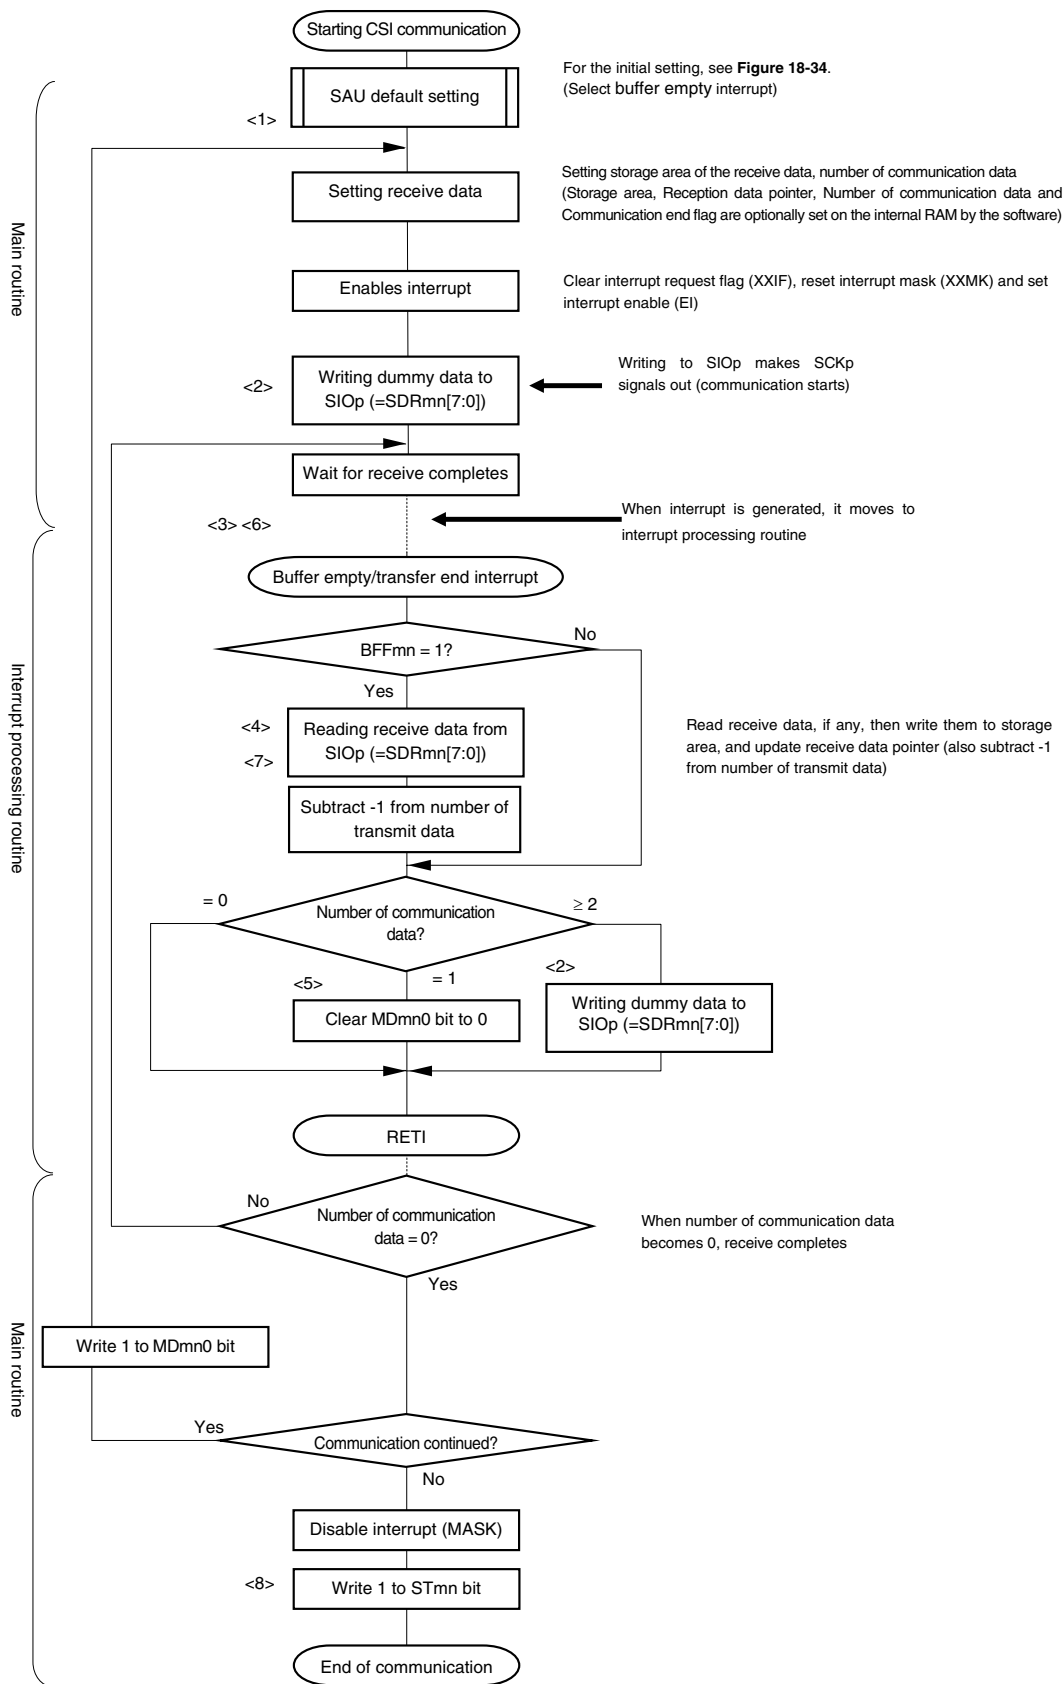 Starting CSI communication
For the initial setting, see Figure 18-34.
(Select buffer empty interrupt)
SAU default setting
<1>
Setting storage area of the receive data, number of communication data
(Storage area, Reception data pointer, Number of communication data and
Communication end flag are optionally set on the internal RAM by the software)
Setting receive data
Main routine
Enables interrupt
Clear interrupt request flag (XXIF), reset interrupt mask (XXMK) and set
interrupt enable (EI)
<2>
Writing dummy data to
SIOp (=SDRmn[7:0])
Writing to SIOp makes SCKp
signals out (communication starts)
Wait for receive completes
<3> <6>
When interrupt is generated, it moves to
interrupt processing routine
Buffer empty/transfer end interrupt
BFFmn = 1?
No
Yes
Interrupt processing routine
<4>
<7>
Reading receive data from
SIOp (=SDRmn[7:0])
Read receive data, if any, then write them to storage
area, and update receive data pointer (also subtract -1
from number of transmit data)
Subtract -1 from number of
transmit data
= 0
Number of communication
data?
≥ 2
= 1
<5>
Clear MDmn0 bit to 0
<2>
Writing dummy data to
SIOp (=SDRmn[7:0])
RETI
No
Number of communication
data = 0?
When number of communication data
becomes 0, receive completes
Yes
Main routine
Write 1 to MDmn0 bit
Yes
Communication continued?
No
Disable interrupt (MASK)
<8>
Write 1 to STmn bit
End of communication